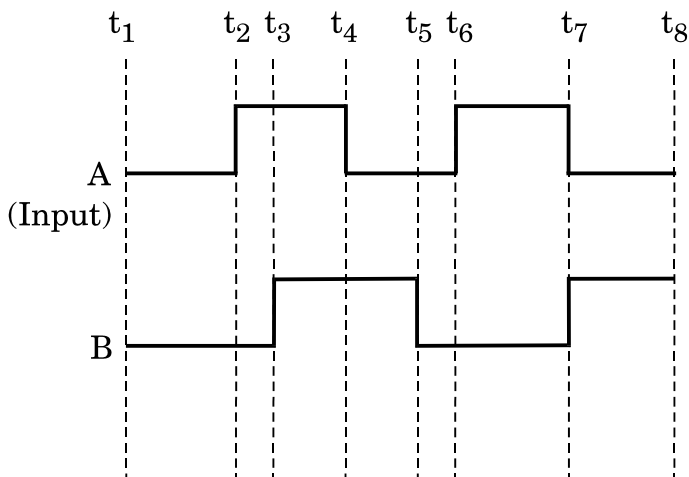 t₁ t₂ t₃ t₄ t₅ t₆ t₇ t₈
A
(Input)
B